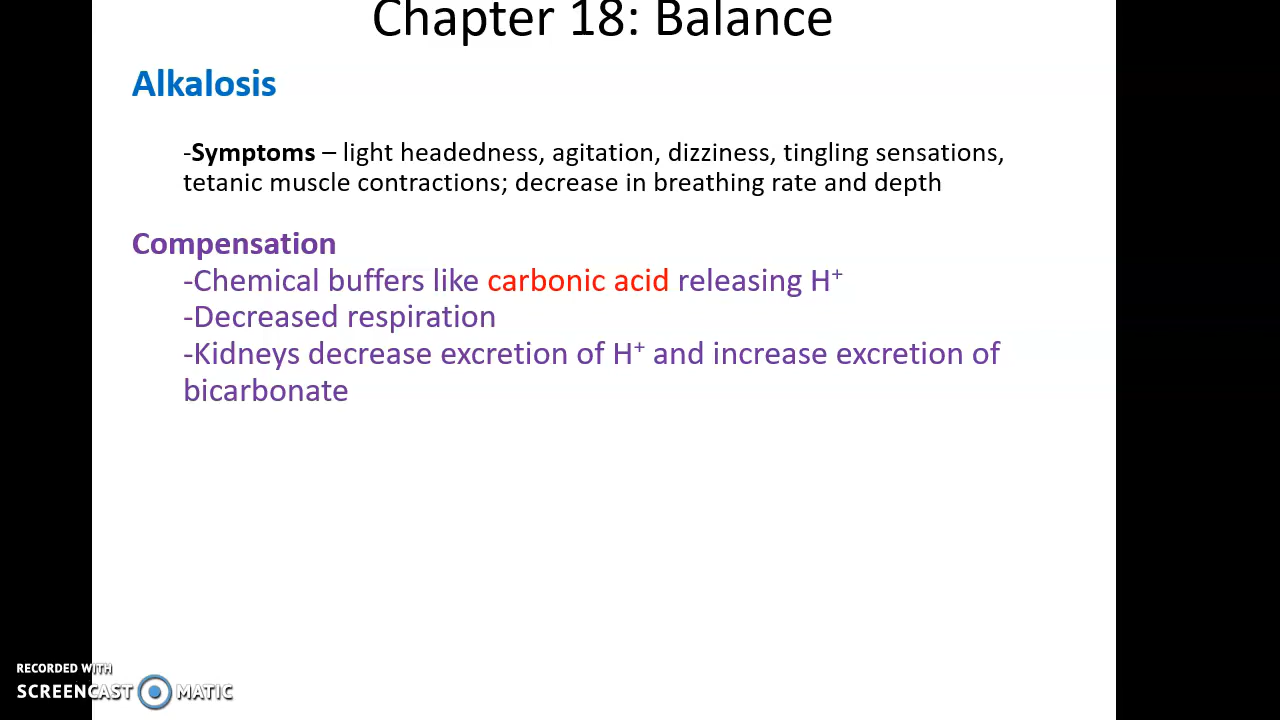 Chapter 18: Balance
Alkalosis
-Symptoms – light headedness, agitation, dizziness, tingling sensations,
tetanic muscle contractions; decrease in breathing rate and depth
Compensation
-Chemical buffers like carbonic acid releasing H⁺
-Decreased respiration
-Kidneys decrease excretion of H⁺ and increase excretion of
bicarbonate
RECORDED WITH
SCREENCAST MATIC